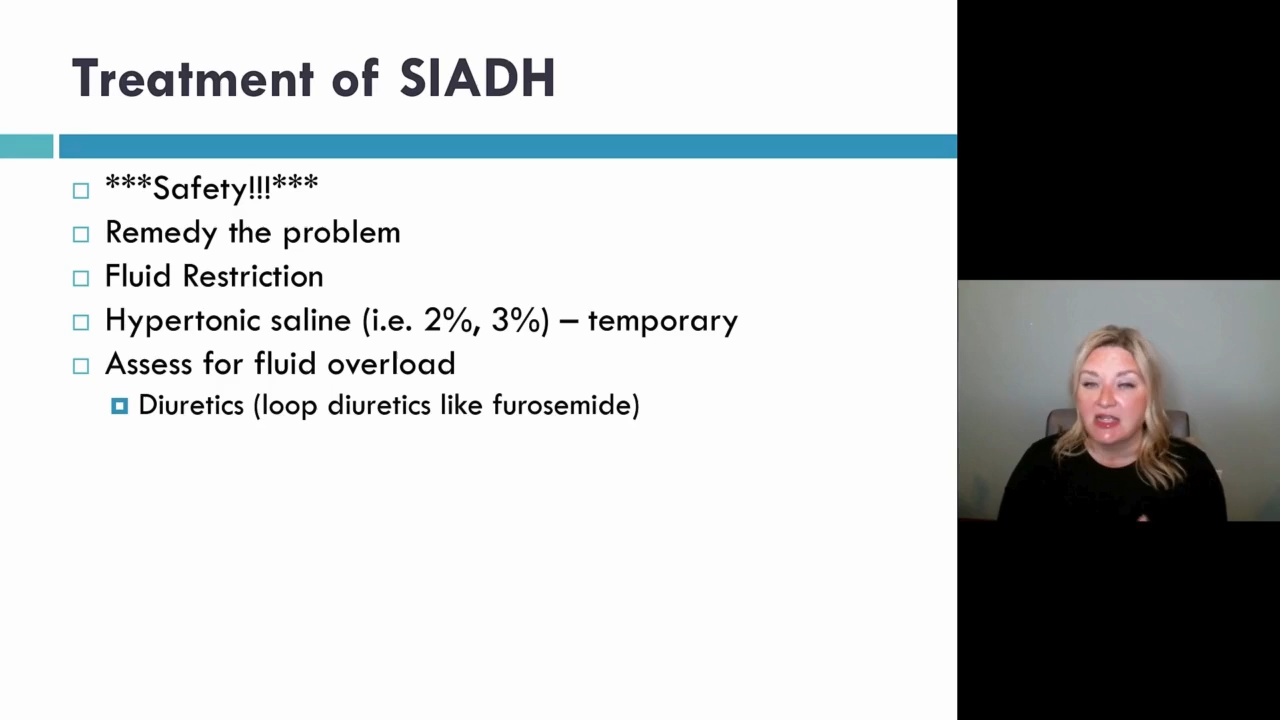 Treatment of SIADH
***Safety!!!***
Remedy the problem
Fluid Restriction
Hypertonic saline (i.e. 2%, 3%) – temporary
Assess for fluid overload
Diuretics (loop diuretics like furosemide)